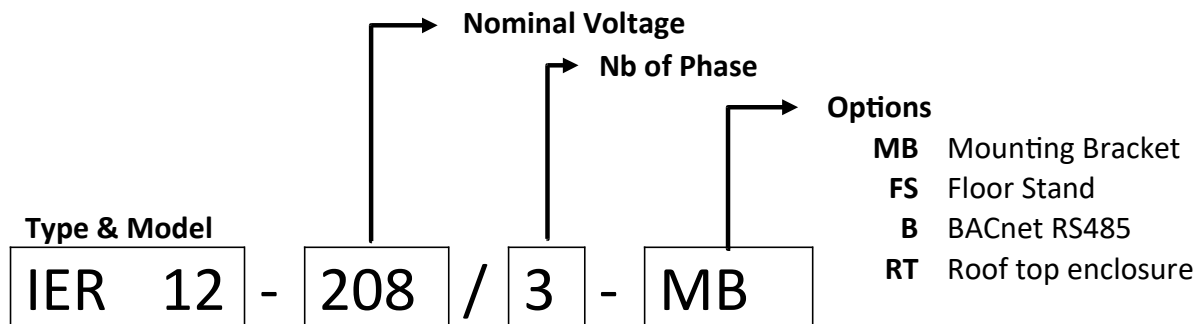 Nominal Voltage
Nb of Phase
Options
MB Mounting Bracket
FS Floor Stand
B BACnet RS485
RT Roof top enclosure
Type & Model
IER 12 - 208 / 3 - MB